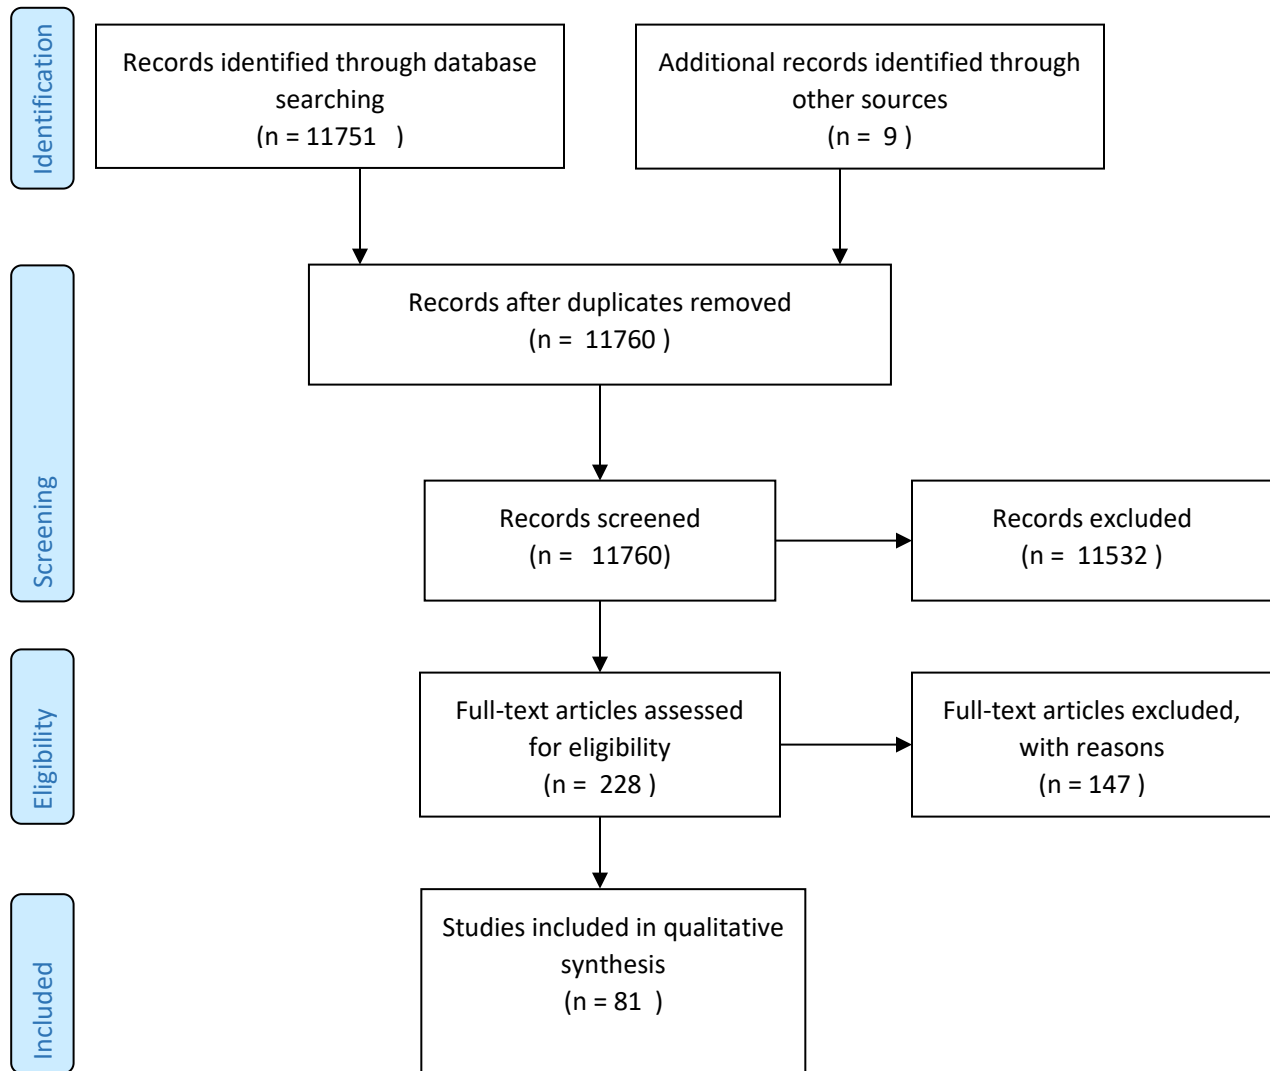 Identification
Records identified through database
searching
(n = 11751   )
Additional records identified through
other sources
(n =  9 )
Screening
Records after duplicates removed
(n =  11760 )
Records screened
(n =   11760)
Records excluded
(n =  11532 )
Eligibility
Full-text articles assessed
for eligibility
(n =  228 )
Full-text articles excluded,
with reasons
(n = 147 )
Included
Studies included in qualitative
synthesis
(n = 81  )